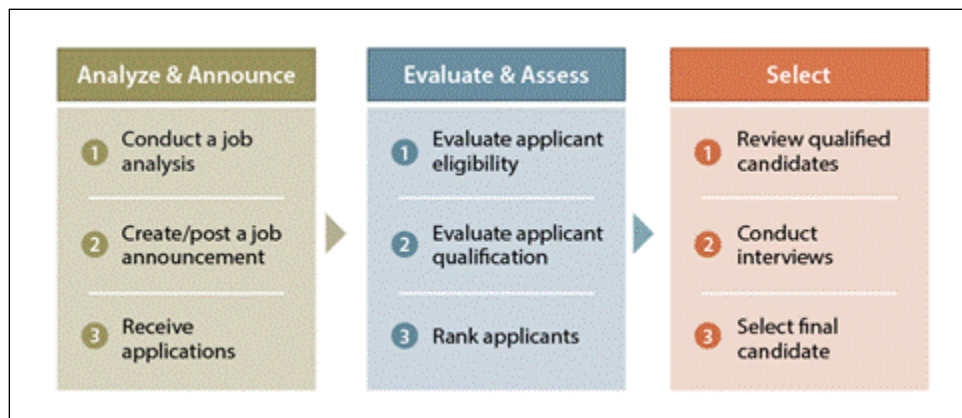 Analyze & Announce
1 Conduct a job
analysis
2 Create/post a job
announcement
3 Receive
applications
Evaluate & Assess
1 Evaluate applicant
eligibility
2 Evaluate applicant
qualification
3 Rank applicants
Select
1 Review qualified
candidates
2 Conduct
interviews
3 Select final
candidate